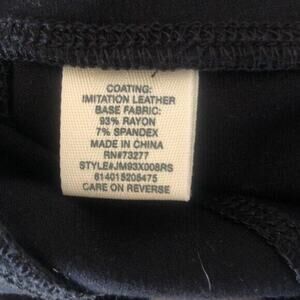 COATING:
IMITATION LEATHER
BASE FABRIC:
93% RAYON
7% SPANDEX
MADE IN CHINA
RN#73277
STYLE#JM93X008RS
614015208475
CARE ON REVERSE